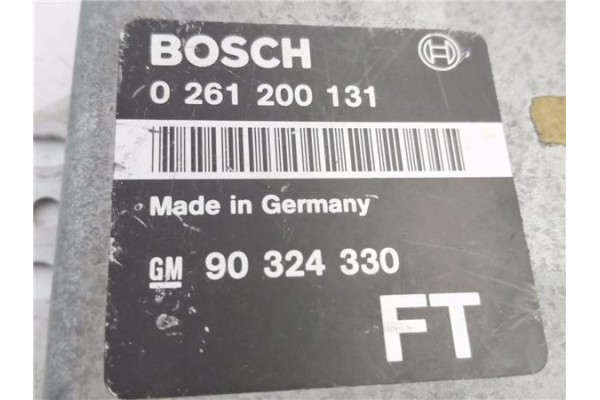 BOSCH
0 261 200 131
Made in Germany
GM 90 324 330
FT